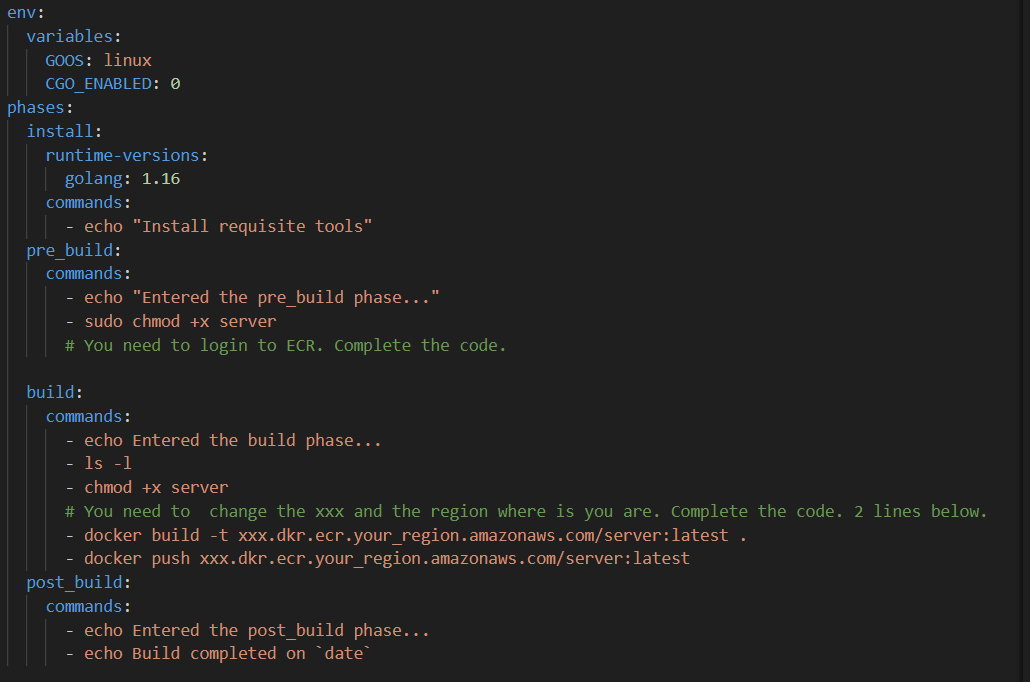 env:
  variables:
    GOOS: linux
    CGO_ENABLED: 0
phases:
  install:
    runtime-versions:
      golang: 1.16
    commands:
      - echo "Install requisite tools"
  pre_build:
    commands:
      - echo "Entered the pre_build phase..."
      - sudo chmod +x server
      # You need to login to ECR. Complete the code.

  build:
    commands:
      - echo Entered the build phase...
      - ls -l
      - chmod +x server
      # You need to  change the xxx and the region where is you are. Complete the code. 2 lines below.
      - docker build -t xxx.dkr.ecr.your_region.amazonaws.com/server:latest .
      - docker push xxx.dkr.ecr.your_region.amazonaws.com/server:latest
  post_build:
    commands:
      - echo Entered the post_build phase...
      - echo Build completed on `date`